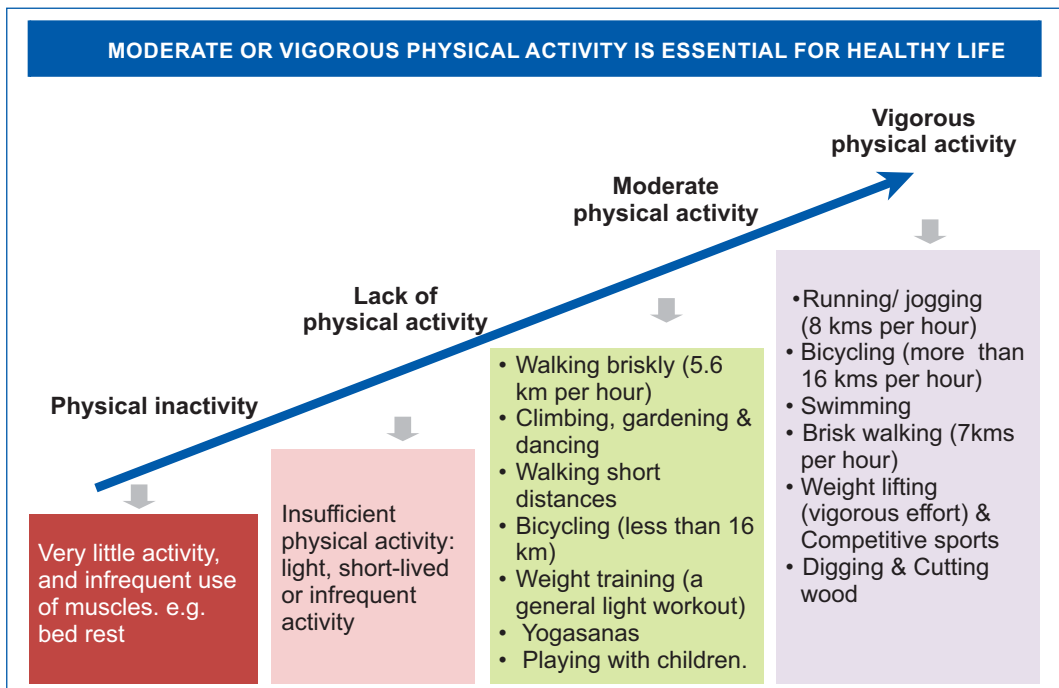 MODERATE OR VIGOROUS PHYSICAL ACTIVITY IS ESSENTIAL FOR HEALTHY LIFE
Physical inactivity
Very little activity,
and infrequent use
of muscles. e.g.
bed rest
Lack of
physical activity
Insufficient
physical activity:
light, short-lived
or infrequent
activity
Moderate
physical activity
• Walking briskly (5.6
km per hour)
• Climbing, gardening &
dancing
• Walking short
distances
• Bicycling (less than 16
km)
• Weight training (a
general light workout)
• Yogasanas
• Playing with children.
Vigorous
physical activity
•Running/ jogging
(8 kms per hour)
• Bicycling (more than
16 kms per hour)
• Swimming
• Brisk walking (7kms
per hour)
• Weight lifting
(vigorous effort) &
Competitive sports
• Digging & Cutting
wood